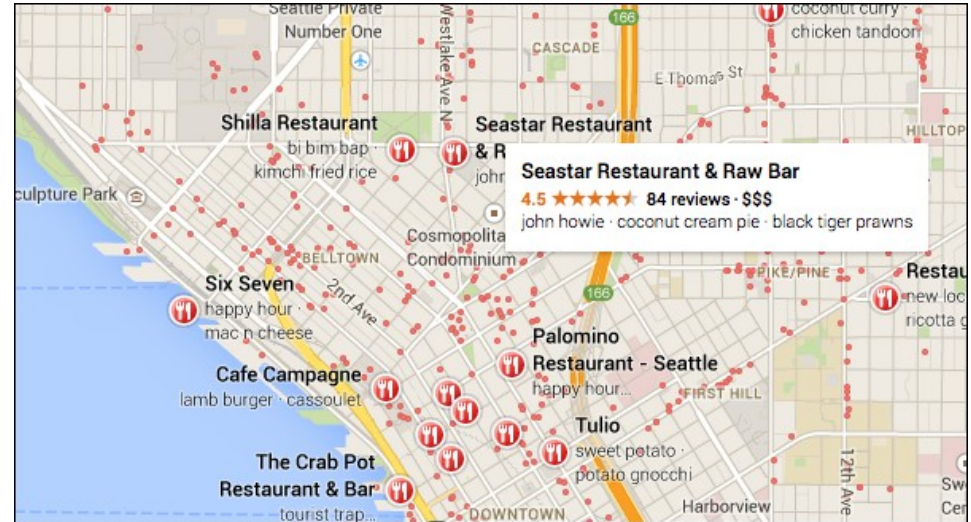 Seattle Private
Number One
Westlake Ave N
166
CASCADE
E Thomas St
coconut curry ·
chicken tandoori
HILLTOP
Shilla Restaurant
bi bim bap ·
kimchi fried rice
Seastar Restaurant
& R
john
Seastar Restaurant & Raw Bar
4.5 ★★★★★ 84 reviews · $$$
john howie · coconut cream pie · black tiger prawns
culpture Park
Cosmopolita
Condominium
BELLTOWN
2nd Ave
166
PIKE/PINE
Six Seven
happy hour ·
mac n cheese
Restau
new loc
ricotta g
Palomino
Restaurant - Seattle
happy hour...
Cafe Campagne
lamb burger · cassoulet
FIRST HILL
Tulio
sweet potato ·
potato gnocchi
12th Ave
The Crab Pot
Restaurant & Bar
tourist trap...
DOWNTOWN
Harborview
Swe
Cer